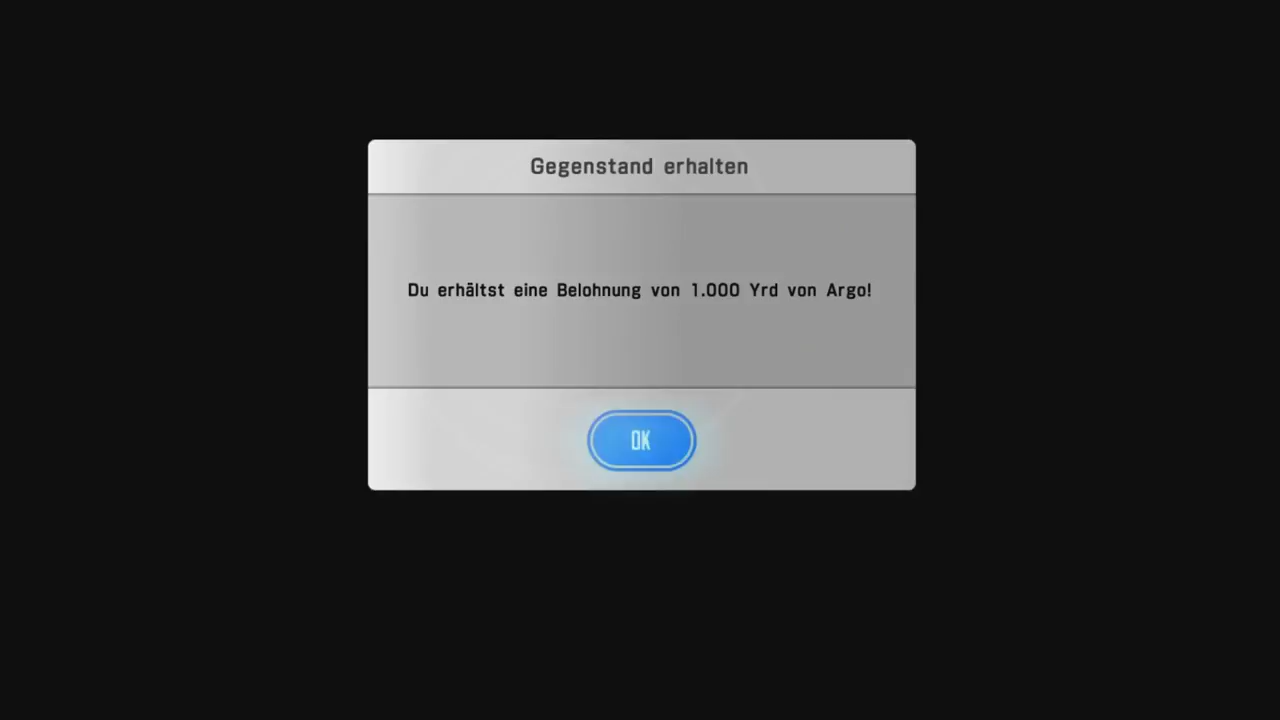 Gegenstand erhalten
Du erhältst eine Belohnung von 1.000 Yrd von Argo!
OK